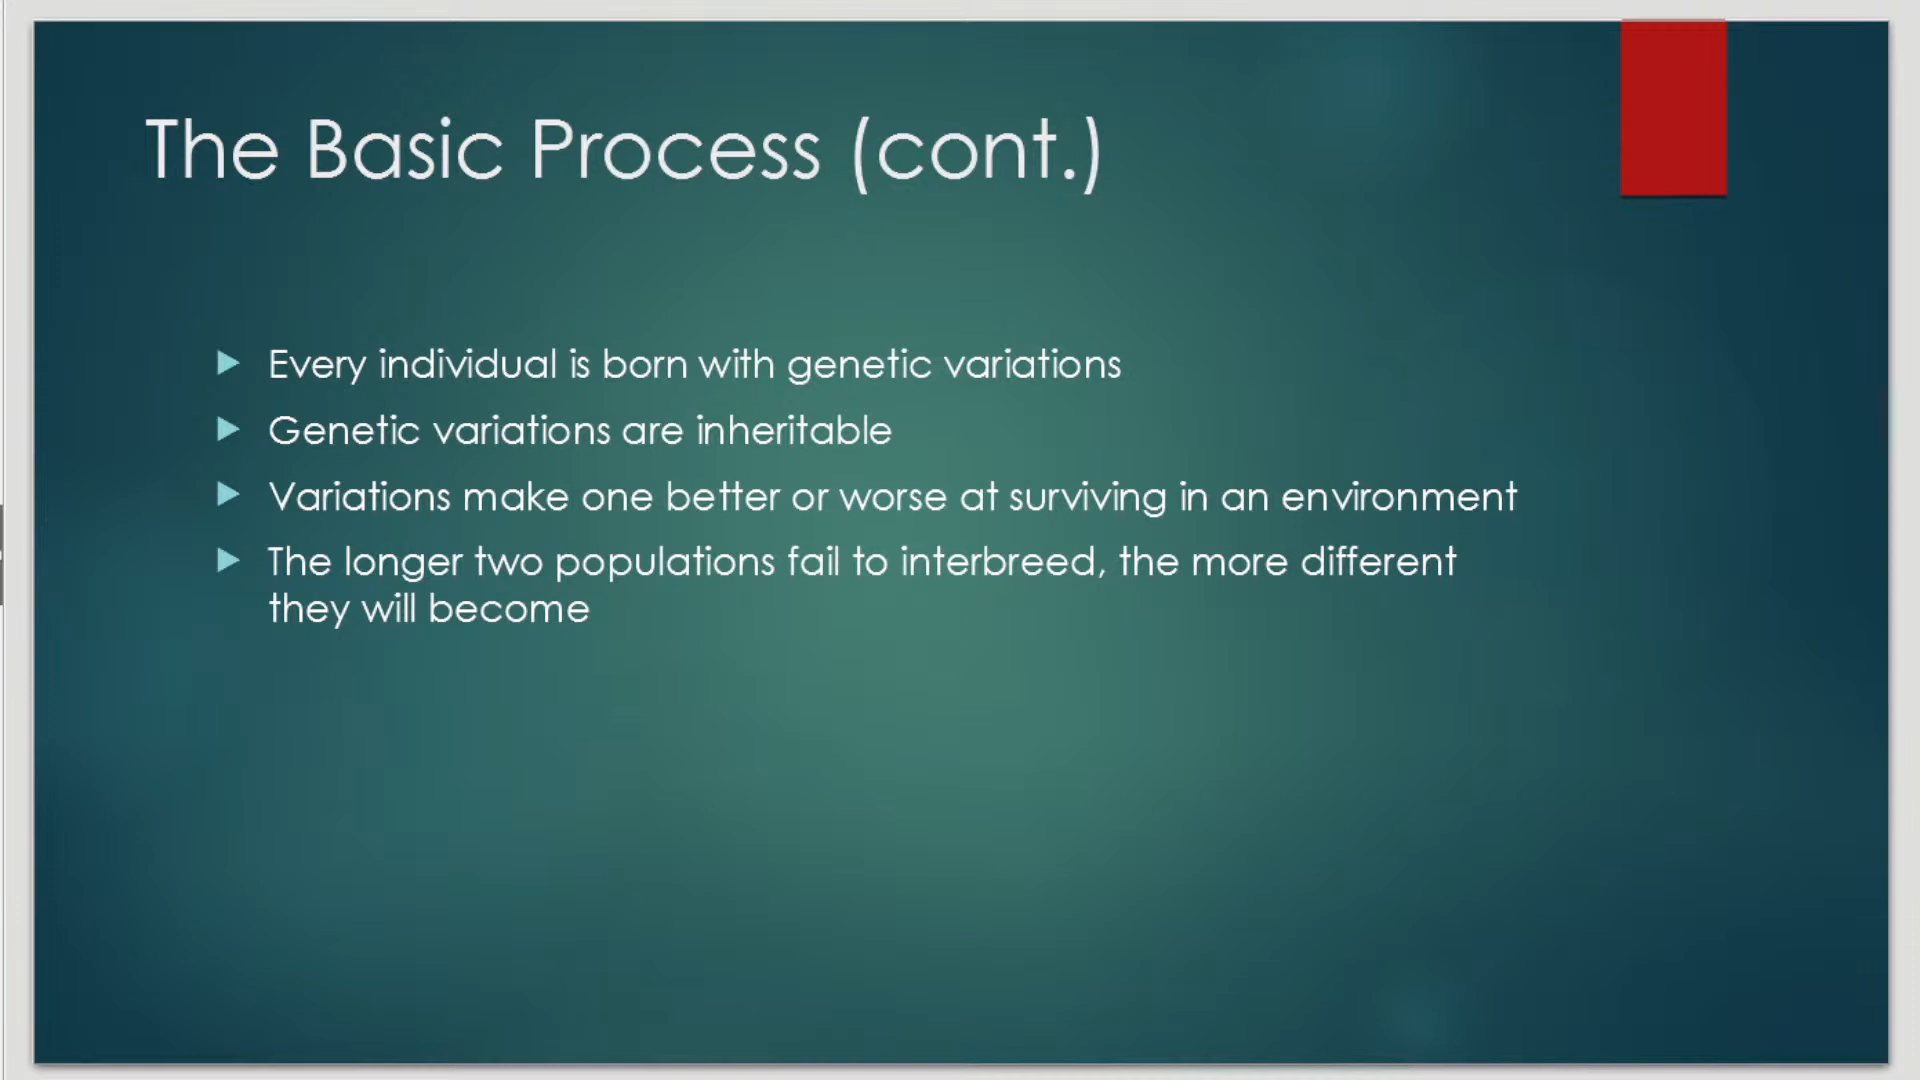 The Basic Process (cont.)
Every individual is born with genetic variations
Genetic variations are inheritable
Variations make one better or worse at surviving in an environment
The longer two populations fail to interbreed, the more different
they will become